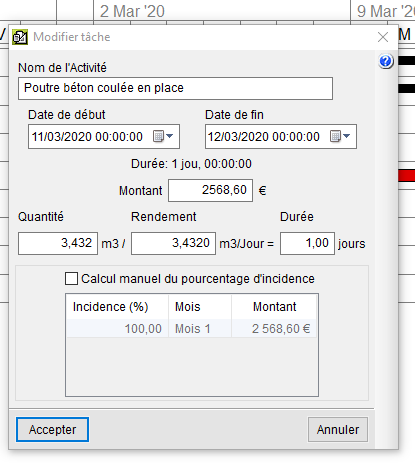 2 Mar '20
9 Mar '20
Modifier tâche
M
Nom de l'Activité
Poutre béton coulée en place
Date de début
Date de fin
11/03/2020 00:00:00
12/03/2020 00:00:00
Durée: 1 jou, 00:00:00
Montant 2568,60 €
Quantité
Rendement
Durée
3,432 m3 / 3,4320 m3/Jour = 1,00 jours
Calcul manuel du pourcentage d'incidence
Incidence (%) Mois Montant
100,00 Mois 1 2 568,60 €
Accepter
Annuler